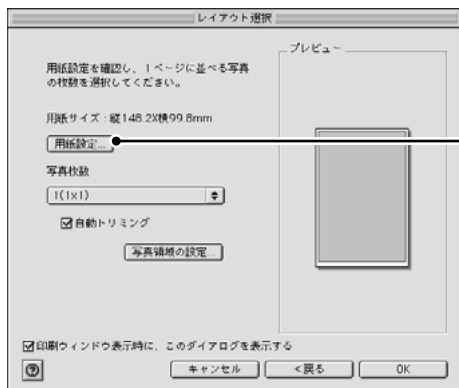 レイアウト選択
用紙設定を確認し、1ページに並べる写真
の枚数を選択してください。
用紙サイズ:縦148.2X横99.8mm
用紙設定...
写真枚数
1(1x1)
自動トリミング
写真領域の設定...
プレビュー
印刷ウィンドウ表示時に、このダイアログを表示する
?
キャンセル
<戻る
OK